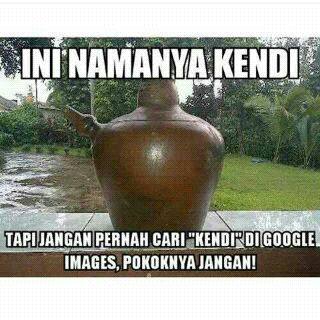 INI NAMANYA KENDI
TAPI JANGAN PERNAH CARI "KENDI" DI GOOGLE
IMAGES, POKOKNYA JANGAN!